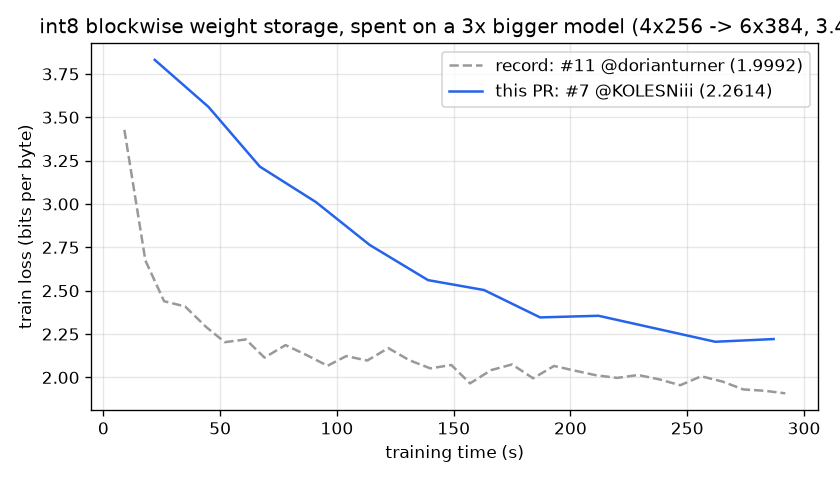 int8 blockwise weight storage, spent on a 3x bigger model (4x256 -> 6x384, 3.4
record: #11 @dorianturner (1.9992)
this PR: #7 @KOLESNiii (2.2614)
train loss (bits per byte)
3.75
3.50
3.25
3.00
2.75
2.50
2.25
2.00
0 50 100 150 200 250 300
training time (s)